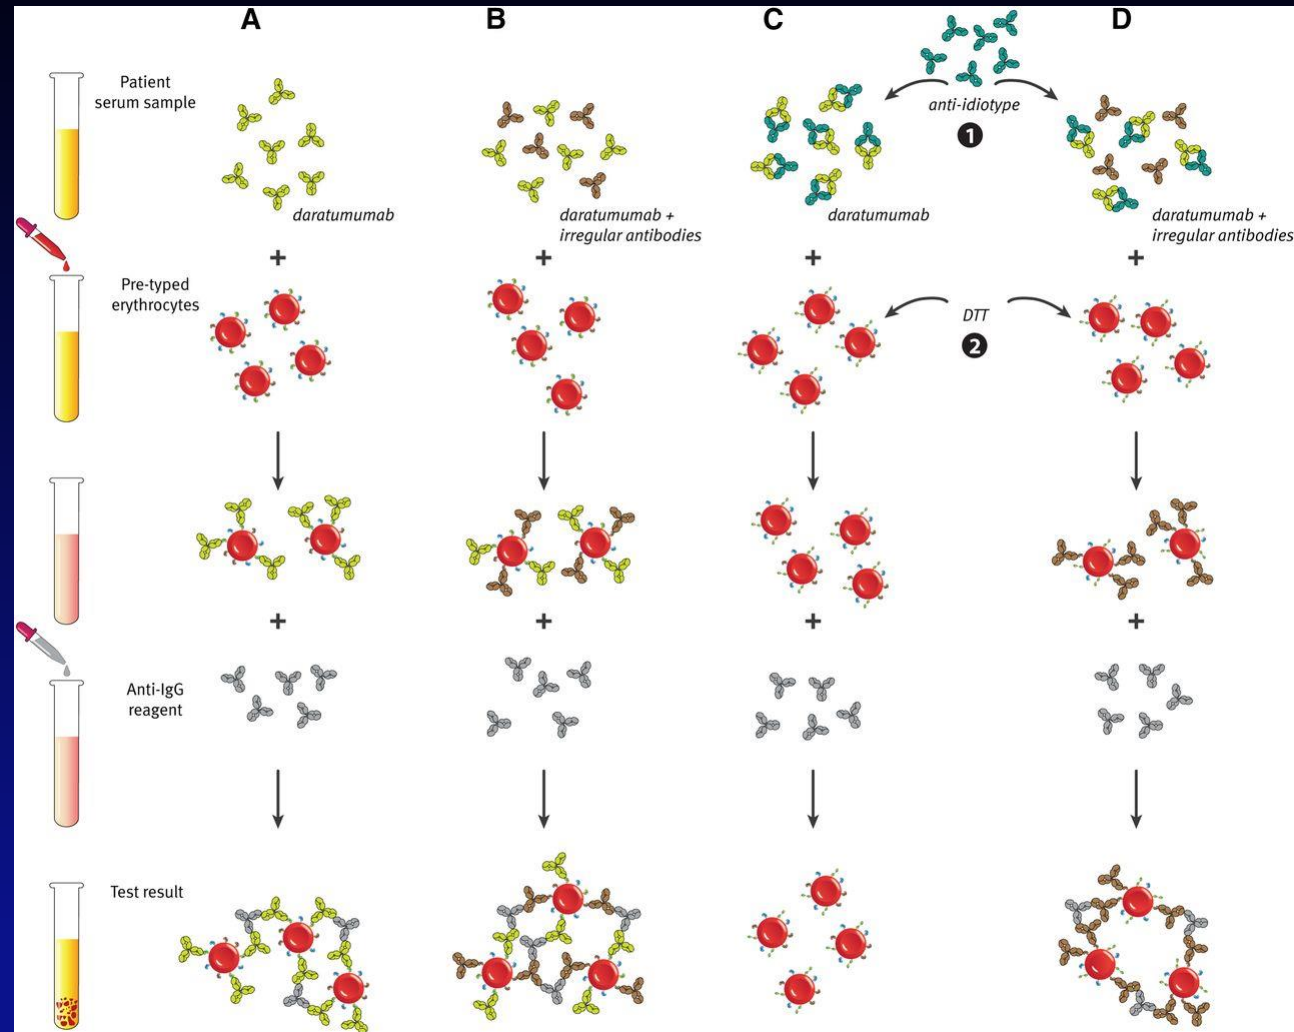 A
B
C
D
Patient
serum sample
anti-idiotype
1
daratumumab
daratumumab +
irregular antibodies
daratumumab
daratumumab +
irregular antibodies
+
+
+
+
Pre-typed
erythrocytes
DTT
2
+
+
+
+
Anti-IgG
reagent
Test result